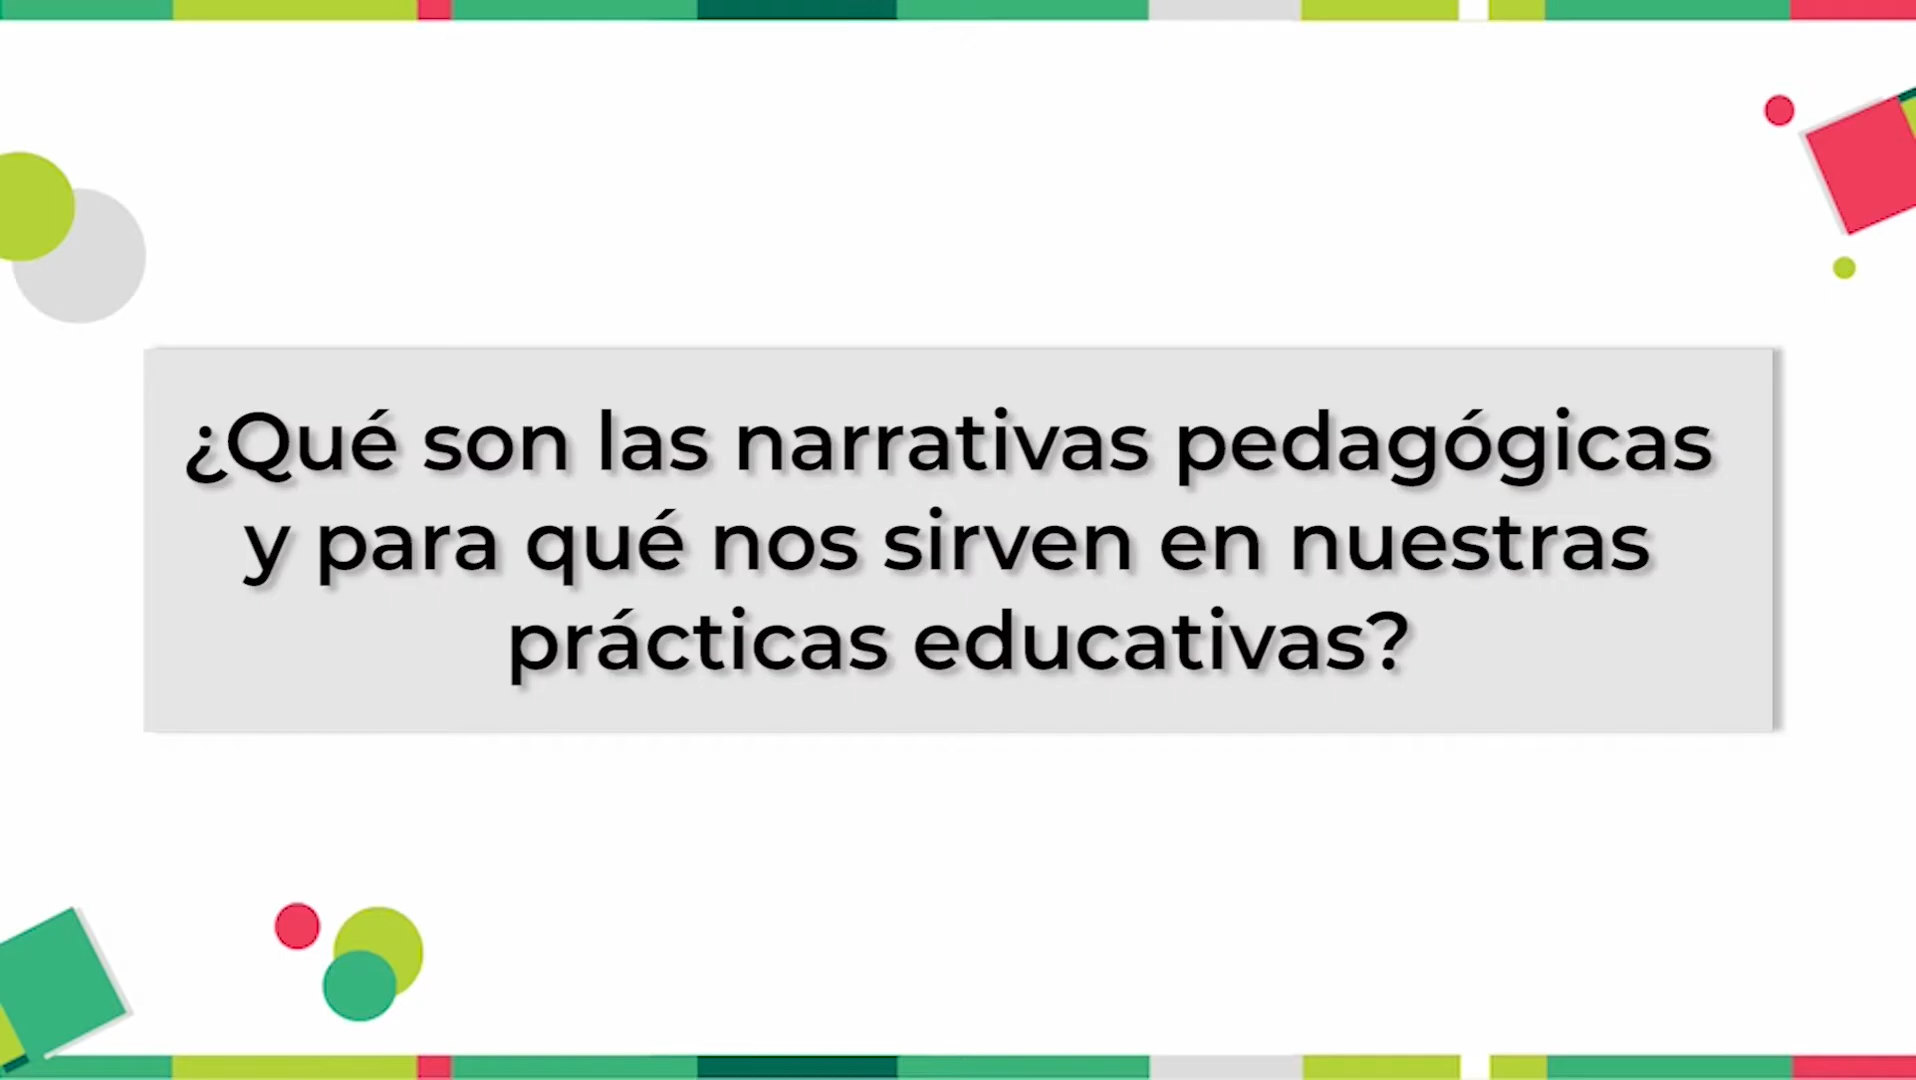 ¿Qué son las narrativas pedagógicas
y para qué nos sirven en nuestras
prácticas educativas?